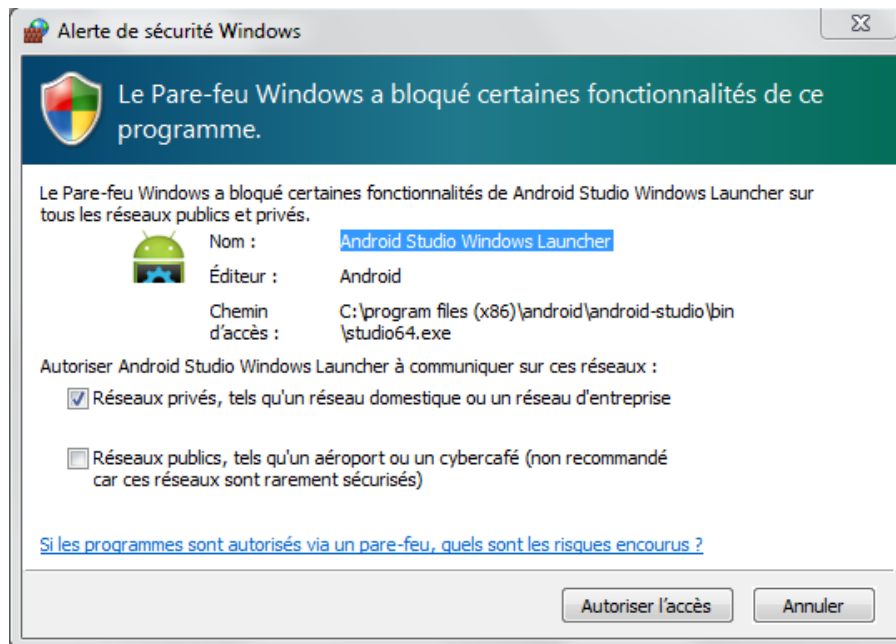 Alerte de sécurité Windows
Le Pare-feu Windows a bloqué certaines fonctionnalités de ce
programme.
Le Pare-feu Windows a bloqué certaines fonctionnalités de Android Studio Windows Launcher sur
tous les réseaux publics et privés.
Nom : Android Studio Windows Launcher
Éditeur : Android
Chemin C:\program files (x86)\android\android-studio\bin
d'accès : \studio64.exe
Autoriser Android Studio Windows Launcher à communiquer sur ces réseaux :
Réseaux privés, tels qu'un réseau domestique ou un réseau d'entreprise
Réseaux publics, tels qu'un aéroport ou un cybercafé (non recommandé
car ces réseaux sont rarement sécurisés)
Si les programmes sont autorisés via un pare-feu, quels sont les risques encourus ?
Autoriser l'accès Annuler